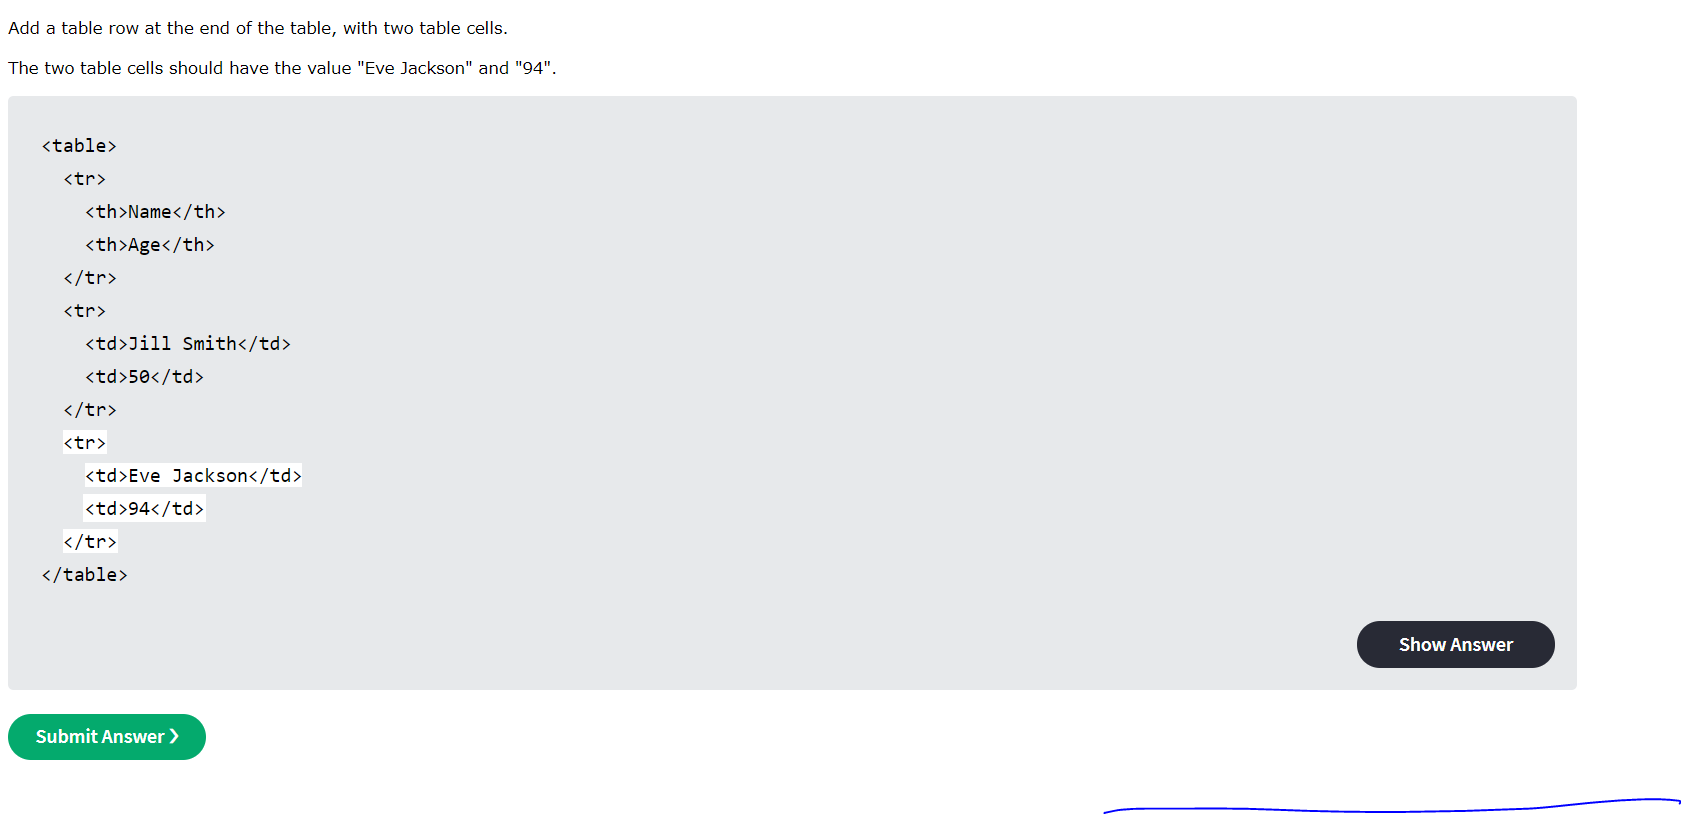 Add a table row at the end of the table, with two table cells.
The two table cells should have the value "Eve Jackson" and "94".
<table>
<tr>
<th>Name</th>
<th>Age</th>
</tr>
<tr>
<td>Jill Smith</td>
<td>50</td>
</tr>
<tr>
<td>Eve Jackson</td>
<td>94</td>
</tr>
</table>
Show Answer
Submit Answer ❯